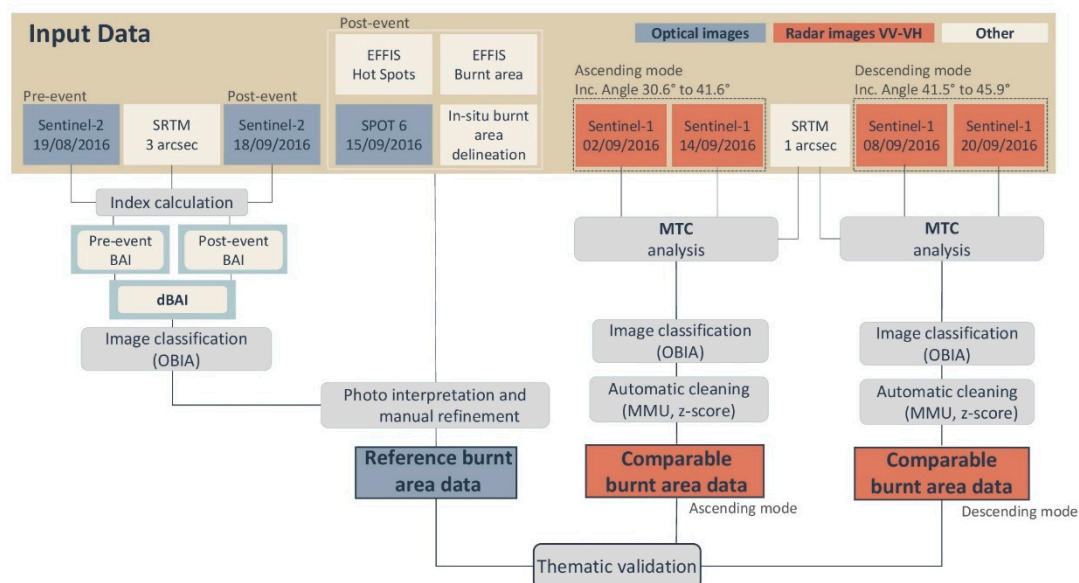 Input Data
Post-event
Optical images
Radar images VV-VH
Other
EFFIS
Hot Spots
EFFIS
Burnt area
Ascending mode
Inc. Angle 30.6° to 41.6°
Descending mode
Inc. Angle 41.5° to 45.9°
Pre-event
Post-event
Sentinel-2
19/08/2016
SRTM
3 arcsec
Sentinel-2
18/09/2016
SPOT 6
15/09/2016
In-situ burnt
area
delineation
Sentinel-1
02/09/2016
Sentinel-1
14/09/2016
SRTM
1 arcsec
Sentinel-1
08/09/2016
Sentinel-1
20/09/2016
Index calculation
Pre-event
BAI
Post-event
BAI
dBAI
Image classification
(OBIA)
MTC
analysis
MTC
analysis
Image classification
(OBIA)
Image classification
(OBIA)
Photo interpretation and
manual refinement
Automatic cleaning
(MMU, z-score)
Automatic cleaning
(MMU, z-score)
Reference burnt
area data
Comparable
burnt area data
Ascending mode
Comparable
burnt area data
Descending mode
Thematic validation